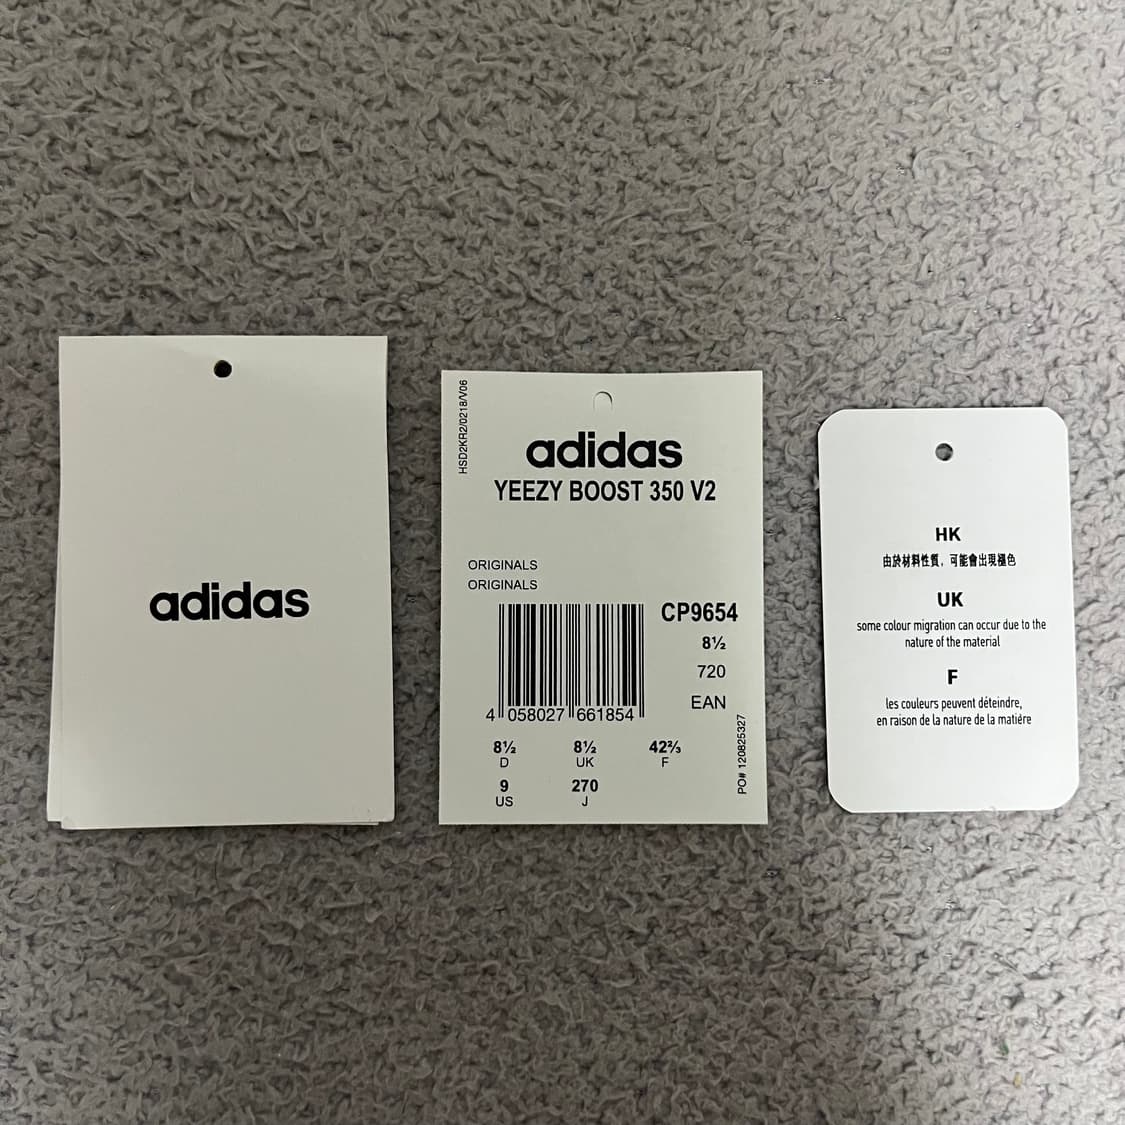 adidas
HSD2KR2/0218/V06
adidas
YEEZY BOOST 350 V2
ORIGINALS
ORIGINALS
CP9654
8½
720
EAN
4 058027 661854
8½ 8½ 42⅔
D UK F
9 270
US J
PO# 120825327
HK
由於材料性質，可能會出現褪色
UK
some colour migration can occur due to the
nature of the material
F
les couleurs peuvent déteindre,
en raison de la nature de la matière